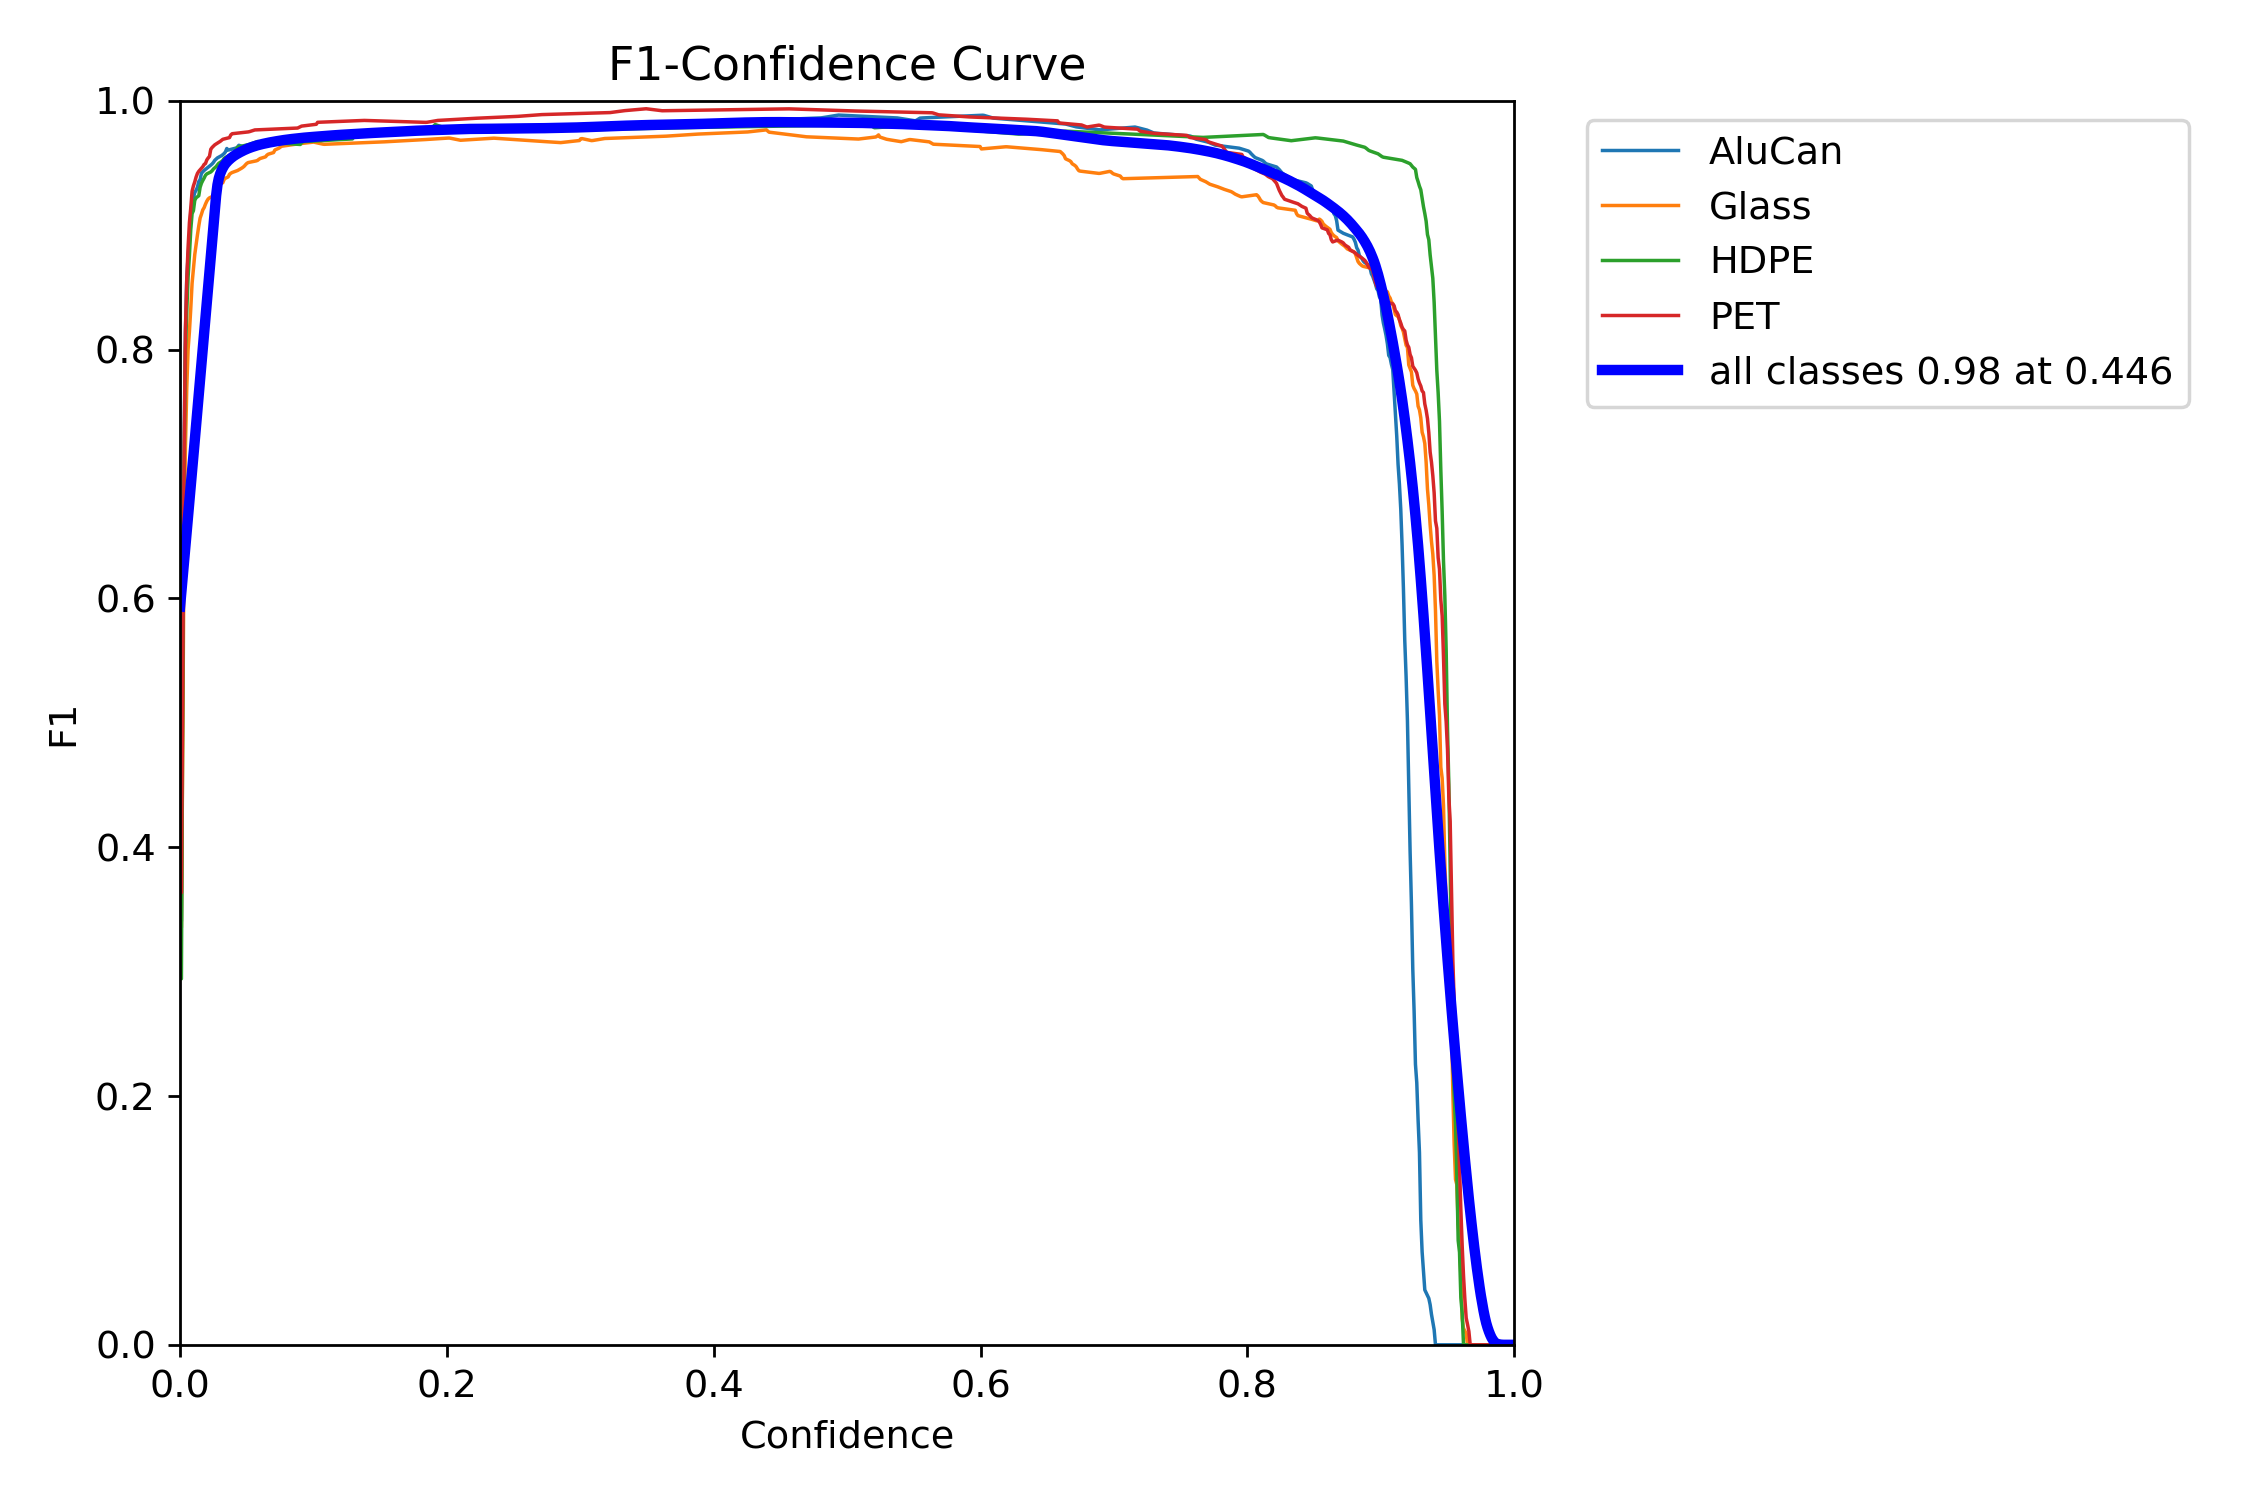 F1-Confidence Curve
1.0
0.8
0.6
0.4
0.2
0.0
F1
0.0 0.2 0.4 0.6 0.8 1.0
Confidence
AluCan
Glass
HDPE
PET
all classes 0.98 at 0.446